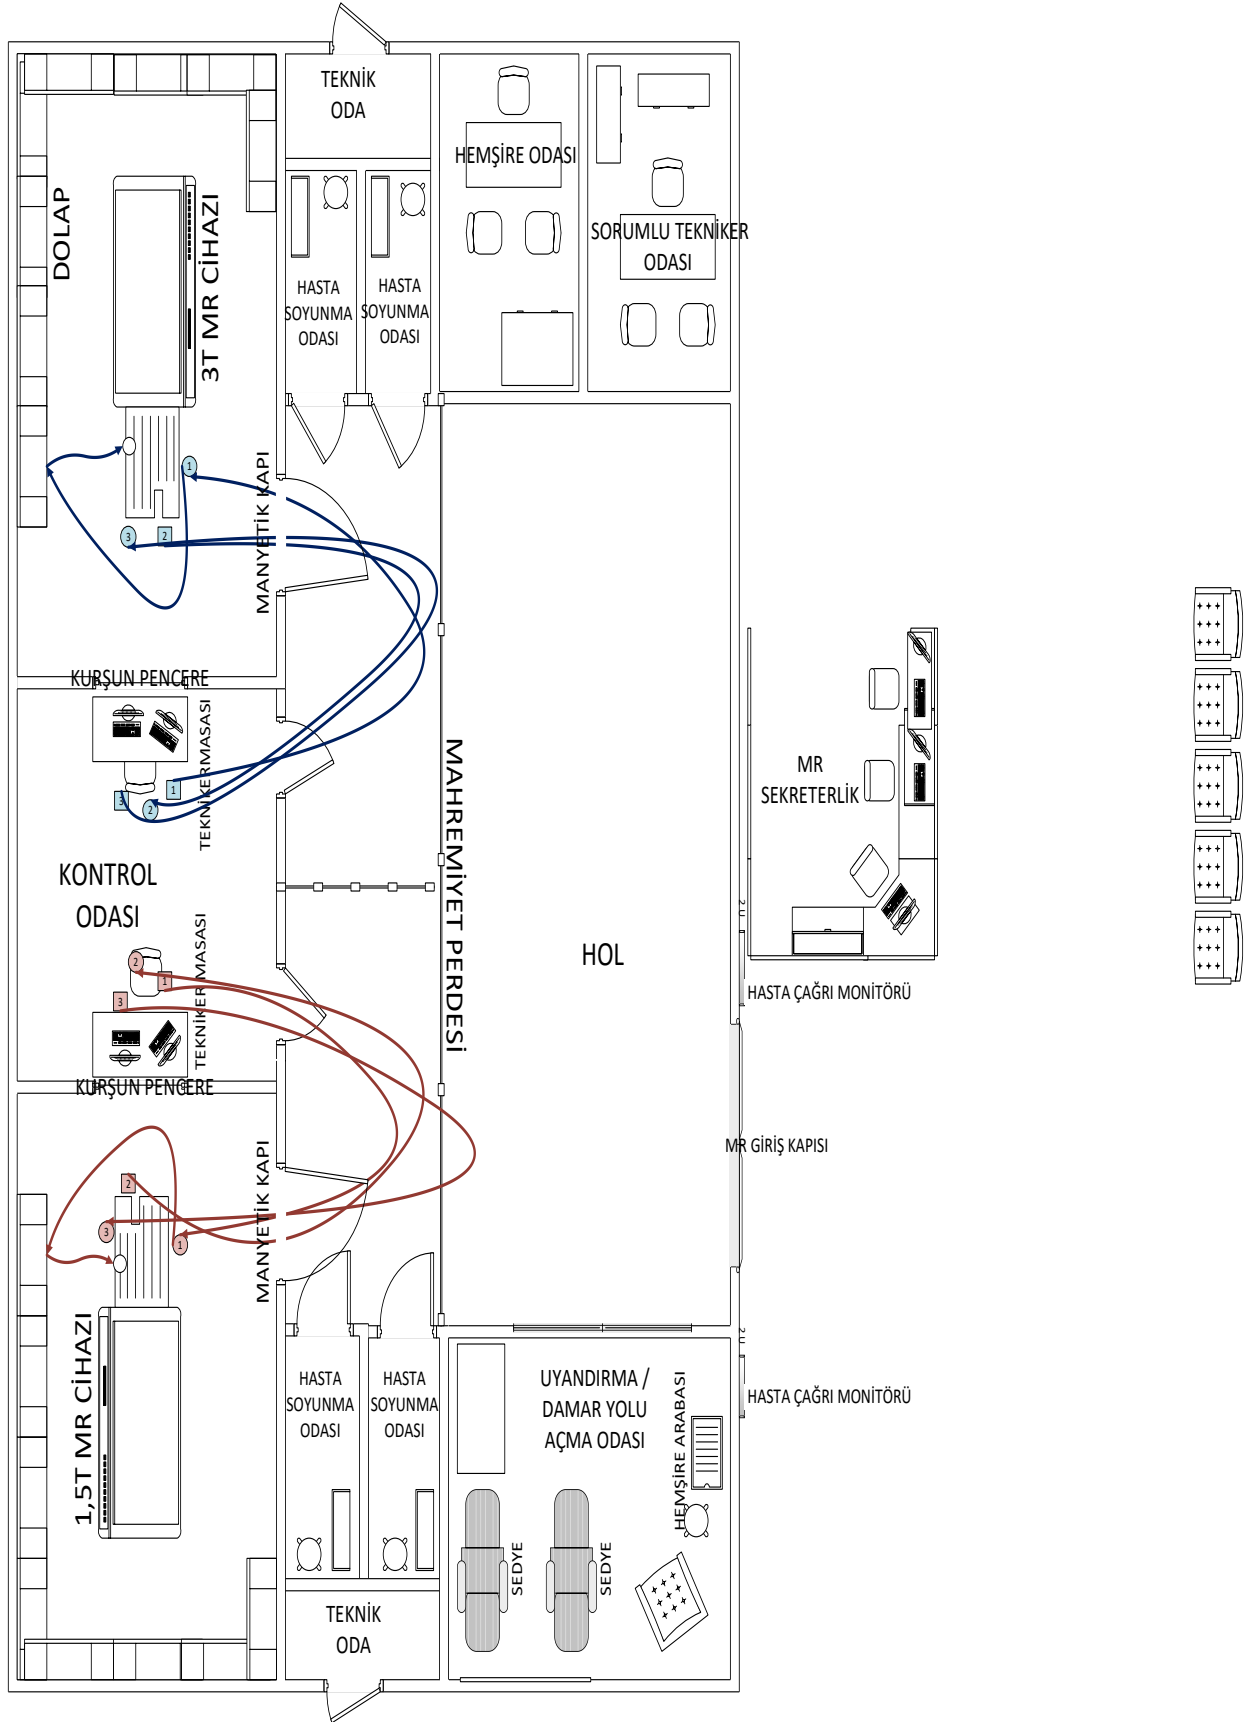 TEKNİK
ODA
HEMŞİRE ODASI
SORUMLU TEKNİKER
ODASI
DOLAP
3T MR CİHAZI
HASTA
SOYUNMA
ODASI
HASTA
SOYUNMA
ODASI
MANYETİK KAPI
1
3
2
KURŞUN PENCERE
TEKNİKERMASASI
1
3
2
KONTROL
ODASI
MAHREMİYET PERDESİ
HOL
MR
SEKRETERLİK
2
1
3
TEKNİKER MASASI
KURŞUN PENCERE
HASTA ÇAĞRI MONİTÖRÜ
MR GİRİŞ KAPISI
MANYETİK KAPI
2
3
1
1,5T MR CİHAZI
HASTA
SOYUNMA
ODASI
HASTA
SOYUNMA
ODASI
UYANDIRMA /
DAMAR YOLU
AÇMA ODASI
HEMŞİRE ARABASI
HASTA ÇAĞRI MONİTÖRÜ
SEDYE
SEDYE
TEKNİK
ODA